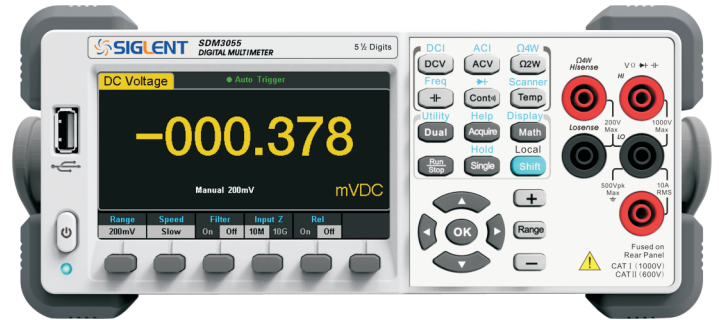 SIGLENT
SDM3055
DIGITAL MULTIMETER
5 ½ Digits
DC Voltage
Auto Trigger
-000.378
Manual 200mV
mVDC
Range Speed Filter Input Z Rel
200mV Slow On Off 10M 10G On Off
DCI ACI Ω4W
DCV ACV Ω2W
Freq Scanner
Cont Temp
Utility Help Display
Dual Acquire Math
Hold Local
Run
Stop
Single Shift
OK
+
Range
−
Ω4W
Hisense
VΩ
HI
200V
Max
1000V
Max
Losense
LO
500Vpk
Max
10A
RMS
Fused on
Rear Panel
CAT I (1000V)
CAT II (600V)